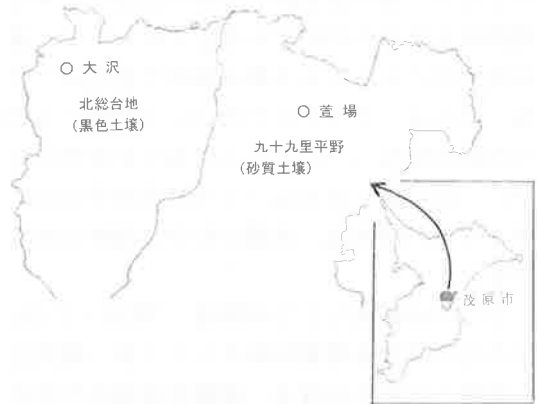 ○ 大沢
北総台地
(黒色土壌)
○ 萱場
九十九里平野
(砂質土壌)
茂原市